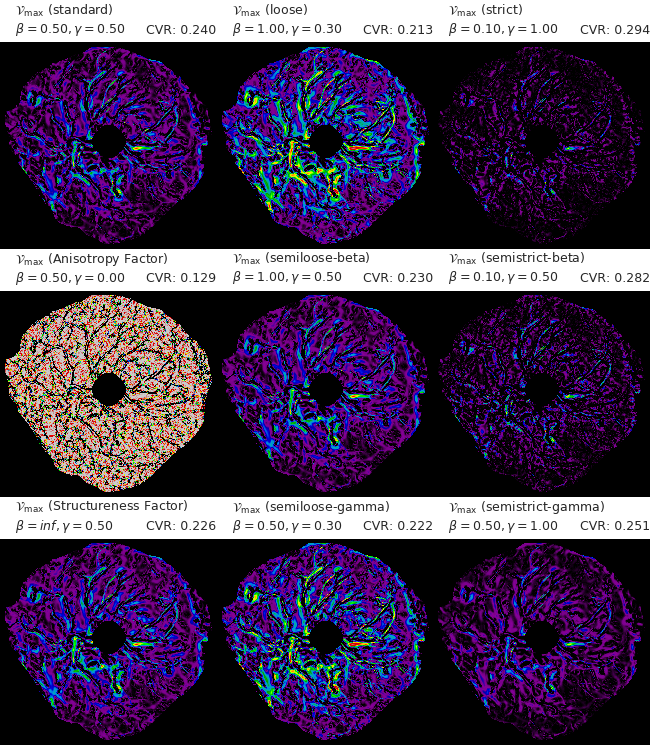 𝒱max (standard)
β = 0.50, γ = 0.50 CVR: 0.240
𝒱max (loose)
β = 1.00, γ = 0.30 CVR: 0.213
𝒱max (strict)
β = 0.10, γ = 1.00 CVR: 0.294
𝒱max (Anisotropy Factor)
β = 0.50, γ = 0.00 CVR: 0.129
𝒱max (semiloose-beta)
β = 1.00, γ = 0.50 CVR: 0.230
𝒱max (semistrict-beta)
β = 0.10, γ = 0.50 CVR: 0.282
𝒱max (Structureness Factor)
β = inf, γ = 0.50 CVR: 0.226
𝒱max (semiloose-gamma)
β = 0.50, γ = 0.30 CVR: 0.222
𝒱max (semistrict-gamma)
β = 0.50, γ = 1.00 CVR: 0.251